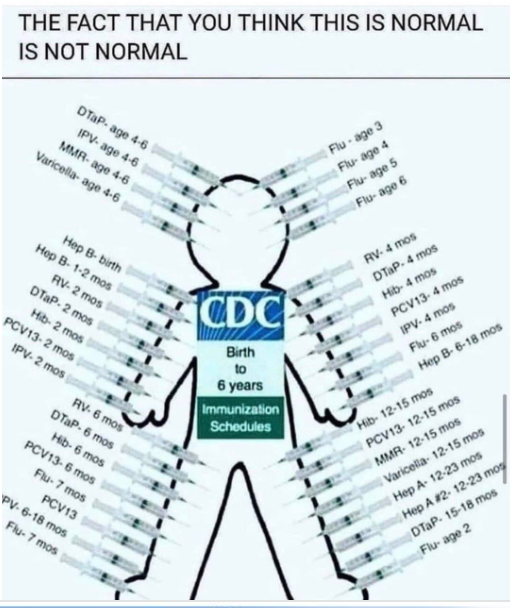 THE FACT THAT YOU THINK THIS IS NORMAL
IS NOT NORMAL
DTaP- age 4-6
IPV- age 4-6
MMR- age 4-6
Varicella- age 4-6
Flu - age 3
Flu- age 4
Flu- age 5
Flu- age 6
Hep B- birth
Hep B- 1-2 mos
RV- 2 mos
DTaP- 2 mos
Hib- 2 mos
PCV13- 2 mos
IPV- 2 mos
RV- 4 mos
DTaP- 4 mos
Hib- 4 mos
PCV13- 4 mos
IPV- 4 mos
Flu- 6 mos
Hep B- 6-18 mos
CDC
Birth
to
6 years
Immunization
Schedules
RV- 6 mos
DTaP- 6 mos
Hib- 6 mos
PCV13- 6 mos
Flu- 7 mos
PCV13
PV- 6-18 mos
Flu- 7 mos
Hib- 12-15 mos
PCV13- 12-15 mos
MMR- 12-15 mos
Varicella- 12-15 mos
Hep A- 12-23 mos
Hep A #2- 12-23 mos
DTaP- 15-18 mos
Flu- age 2